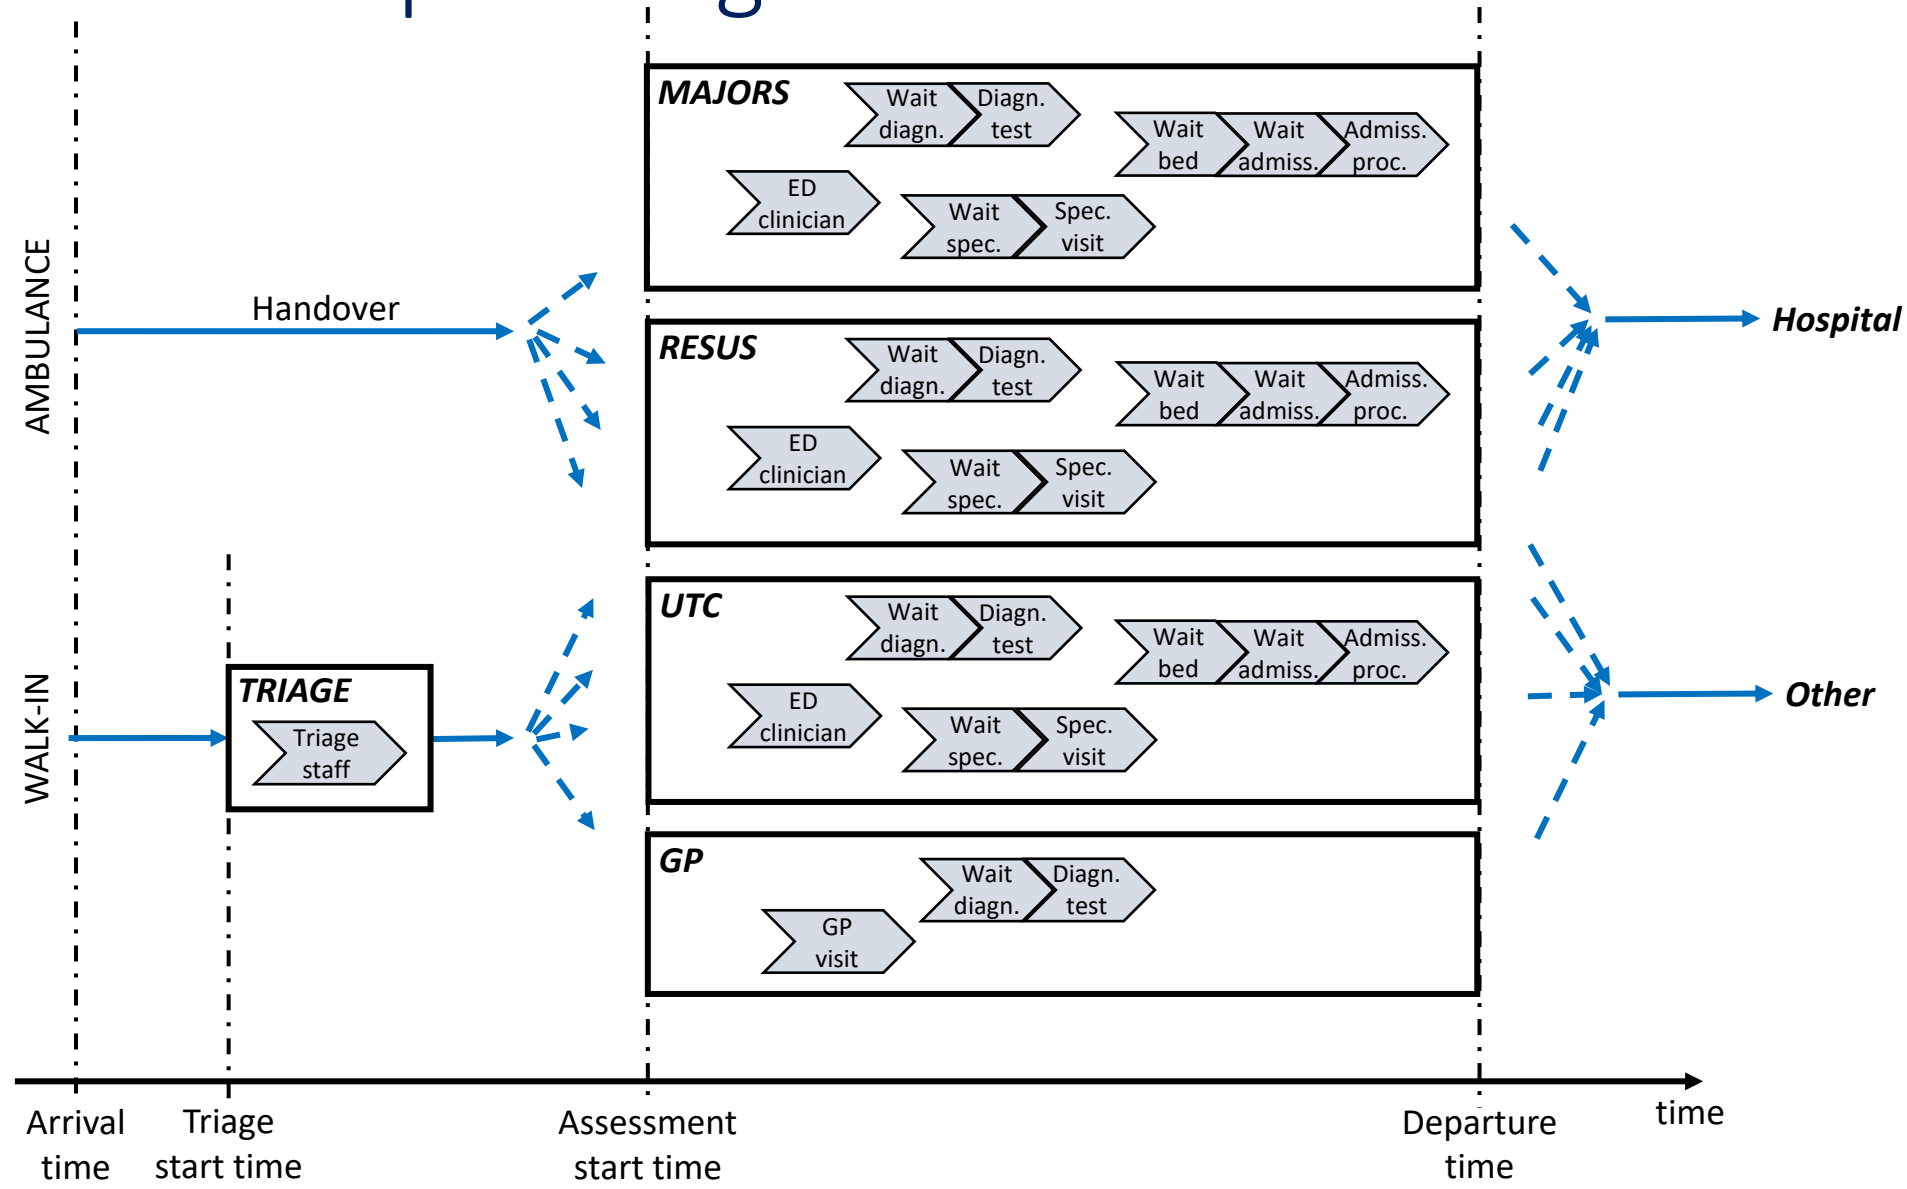 MAJORS
Wait
diagn.
Diagn.
test
Wait
bed
Wait
admiss.
Admiss.
proc.
ED
clinician
Wait
spec.
Spec.
visit
AMBULANCE
Handover
Hospital
RESUS
Wait
diagn.
Diagn.
test
Wait
bed
Wait
admiss.
Admiss.
proc.
ED
clinician
Wait
spec.
Spec.
visit
UTC
Wait
diagn.
Diagn.
test
Wait
bed
Wait
admiss.
Admiss.
proc.
ED
clinician
Wait
spec.
Spec.
visit
WALK-IN
TRIAGE
Triage
staff
Other
GP
Wait
diagn.
Diagn.
test
GP
visit
Arrival
time
Triage
start time
Assessment
start time
Departure
time
time